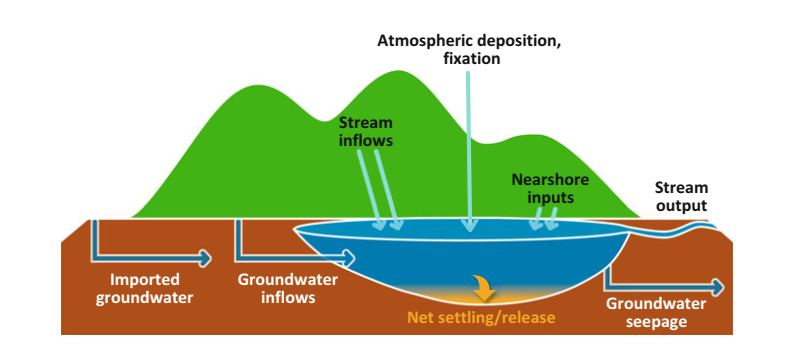 Atmospheric deposition,
fixation
Stream
inflows
Nearshore
inputs
Stream
output
Imported
groundwater
Groundwater
inflows
Net settling/release
Groundwater
seepage